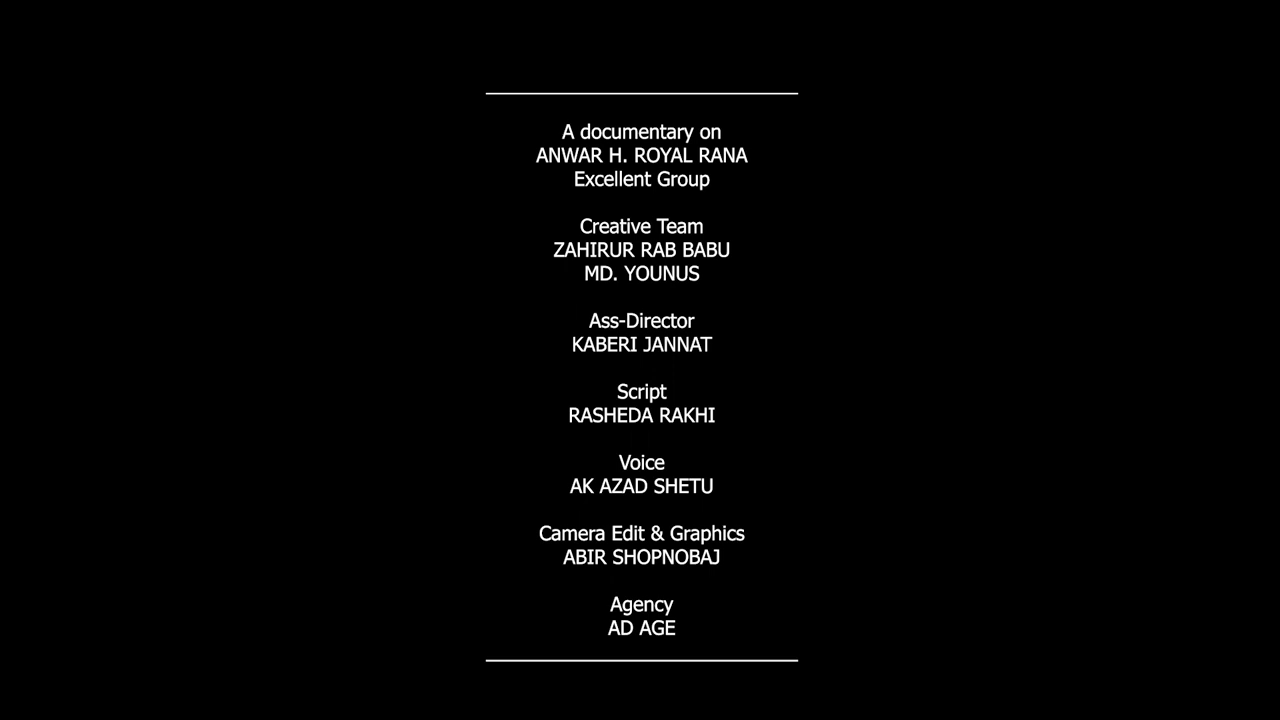 A documentary on
ANWAR H. ROYAL RANA
Excellent Group
Creative Team
ZAHIRUR RAB BABU
MD. YOUNUS
Ass-Director
KABERI JANNAT
Script
RASHEDA RAKHI
Voice
AK AZAD SHETU
Camera Edit & Graphics
ABIR SHOPNOBAJ
Agency
AD AGE